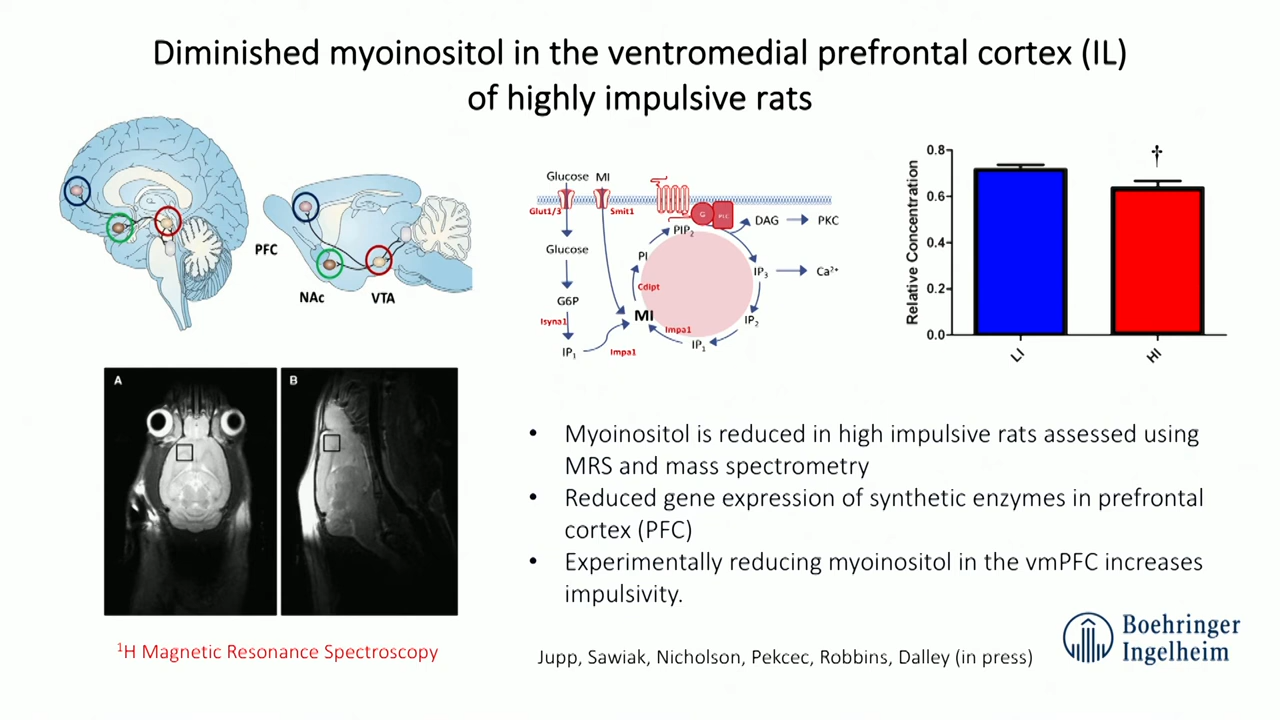 Diminished myoinositol in the ventromedial prefrontal cortex (IL)
of highly impulsive rats
PFC
NAc
VTA
Glucose
MI
Glut1/3
Smit1
G
PLC
DAG
PKC
PIP₂
Glucose
PI
IP₃
Ca²⁺
Cdipt
G6P
MI
IP₂
Isyna1
Impa1
IP₁
IP₁
Impa1
Relative Concentration
0.8
0.6
0.4
0.2
0.0
†
LI
HI
A
B
¹H Magnetic Resonance Spectroscopy
• Myoinositol is reduced in high impulsive rats assessed using
MRS and mass spectrometry
• Reduced gene expression of synthetic enzymes in prefrontal
cortex (PFC)
• Experimentally reducing myoinositol in the vmPFC increases
impulsivity.
Jupp, Sawiak, Nicholson, Pekcec, Robbins, Dalley (in press)
Boehringer
Ingelheim